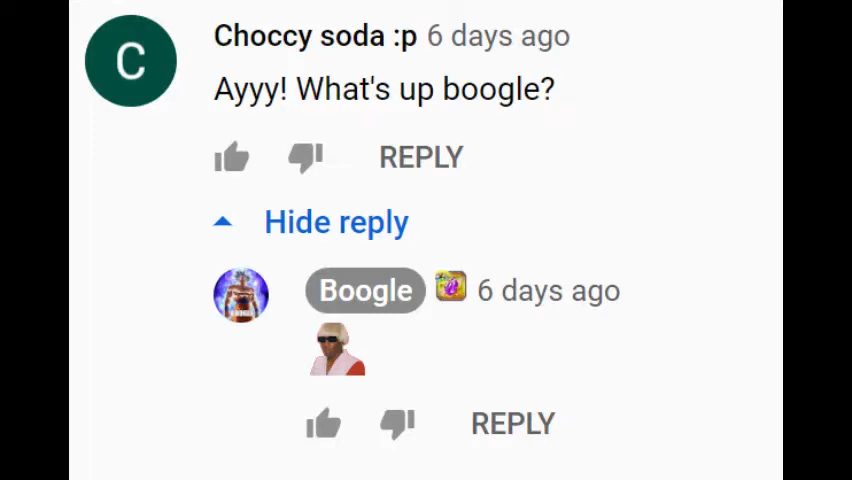 C
Choccy soda :p 6 days ago
Ayyy! What's up boogle?
REPLY
Hide reply
Boogle 6 days ago
REPLY